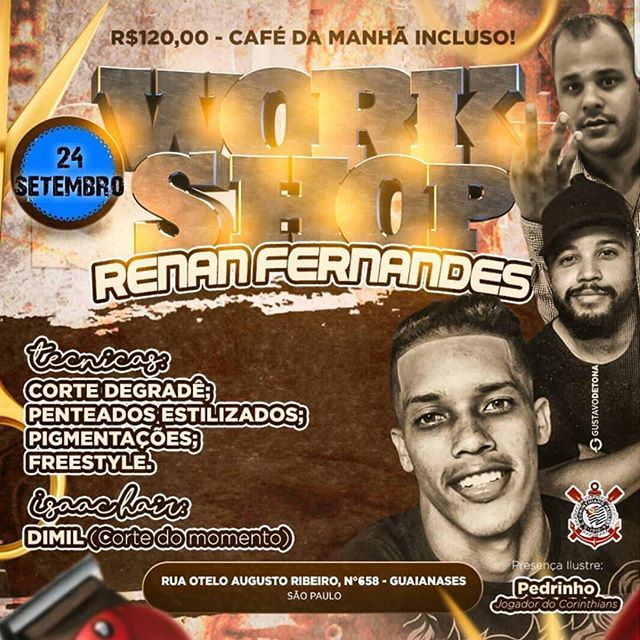 R$120,00 - CAFÉ DA MANHÃ INCLUSO!
WORK
SHOP
24
SETEMBRO
RENAN FERNANDES
tecnicas:
CORTE DEGRADÊ;
PENTEADOS ESTILIZADOS;
PIGMENTAÇÕES;
FREESTYLE.
isaachair:
DIMIL (Corte do momento)
GUSTAVODETONA
RUA OTELO AUGUSTO RIBEIRO, Nº658 - GUAIANASES
SÃO PAULO
Presença Ilustre:
Pedrinho
Jogador do Corinthians